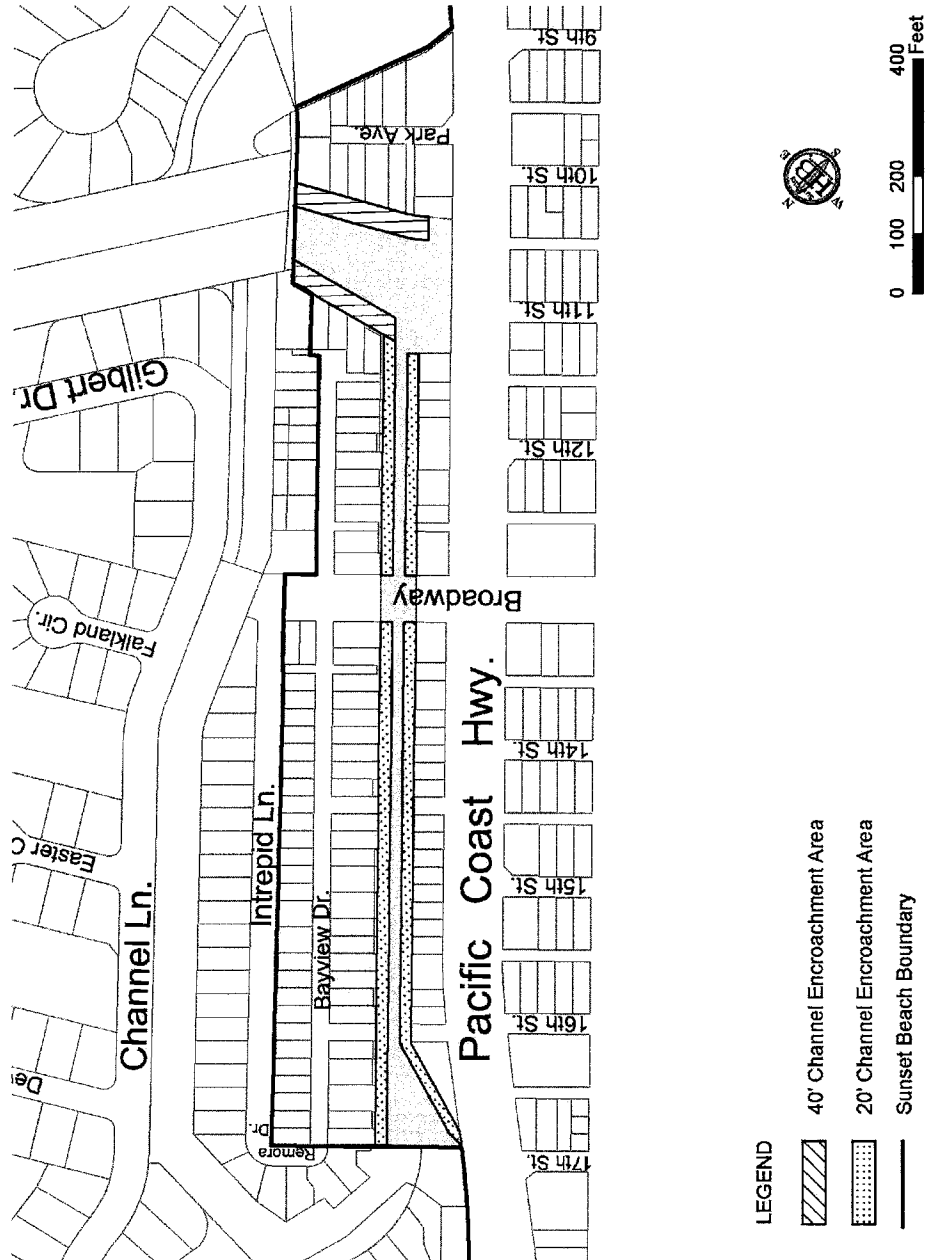 Gilbert Dr.
Falkland Cir.
Easter C
Channel Ln.
De
Intrepid Ln.
Bayview Dr.
Remora
Dr.
Park Ave.
Broadway
Pacific Coast Hwy.
9th St.
10th St.
11th St.
12th St.
14th St.
15th St.
16th St.
17th St.
0 100 200 400
Feet
LEGEND
40' Channel Encroachment Area
20' Channel Encroachment Area
Sunset Beach Boundary